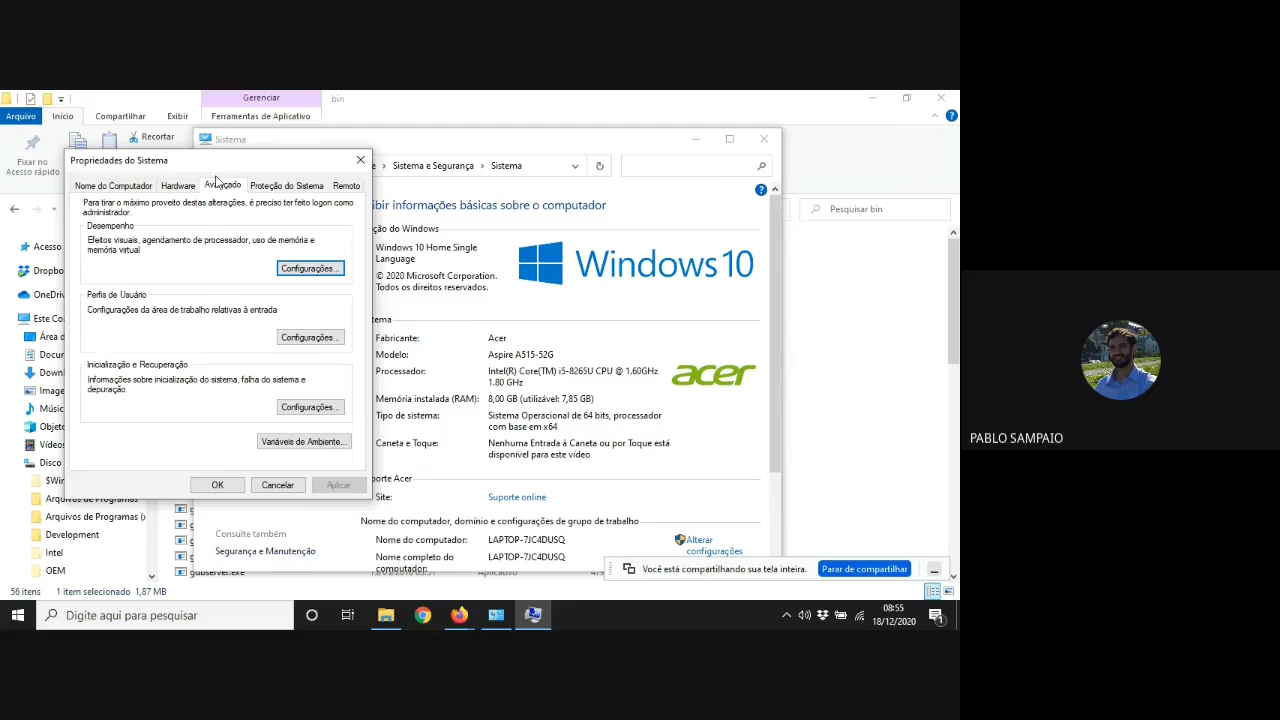 Gerenciar
bin
Arquivo
Início
Compartilhar
Exibir
Ferramentas de Aplicativo
Recortar
Fixar no
Acesso rápido
Sistema
Sistema e Segurança
Sistema
Pesquisar bin
Propriedades do Sistema
Nome do Computador
Hardware
Avançado
Proteção do Sistema
Remoto
Para tirar o máximo proveito destas alterações, é preciso ter feito logon como
administrador.
Desempenho
Efeitos visuais, agendamento de processador, uso de memória e
memória virtual
Configurações...
Perfis de Usuário
Configurações da área de trabalho relativas à entrada
Configurações...
Inicialização e Recuperação
Informações sobre inicialização do sistema, falha do sistema e
depuração
Configurações...
Variáveis de Ambiente...
OK
Cancelar
Aplicar
ibir informações básicas sobre o computador
ção do Windows
Windows 10 Home Single
Language
© 2020 Microsoft Corporation.
Todos os direitos reservados.
Windows 10
tema
Fabricante:
Acer
Modelo:
Aspire A515-52G
Processador:
Intel(R) Core(TM) i5-8265U CPU @ 1.60GHz
1.80 GHz
acer
Memória instalada (RAM):
8,00 GB (utilizável: 7,85 GB)
Tipo de sistema:
Sistema Operacional de 64 bits, processador
com base em x64
Caneta e Toque:
Nenhuma Entrada à Caneta ou por Toque está
disponível para este vídeo
porte Acer
Site:
Suporte online
Nome do computador, domínio e configurações de grupo de trabalho
Nome do computador:
LAPTOP-7JC4DUSQ
Alterar
configurações
Nome completo do
computador:
LAPTOP-7JC4DUSQ
Consulte também
Segurança e Manutenção
Acesso
Dropbo
OneDriv
Este Co
Área d
Docum
Downl
Image
Músic
Objeto
Vídeos
Disco
$Win
Arquivos de Programas
Arquivos de Programas (x
Development
Intel
OEM
gdbserver.exe
Aplicativo
Você está compartilhando sua tela inteira.
Parar de compartilhar
56 itens
1 item selecionado 1,87 MB
Digite aqui para pesquisar
08:55
18/12/2020
1
PABLO SAMPAIO